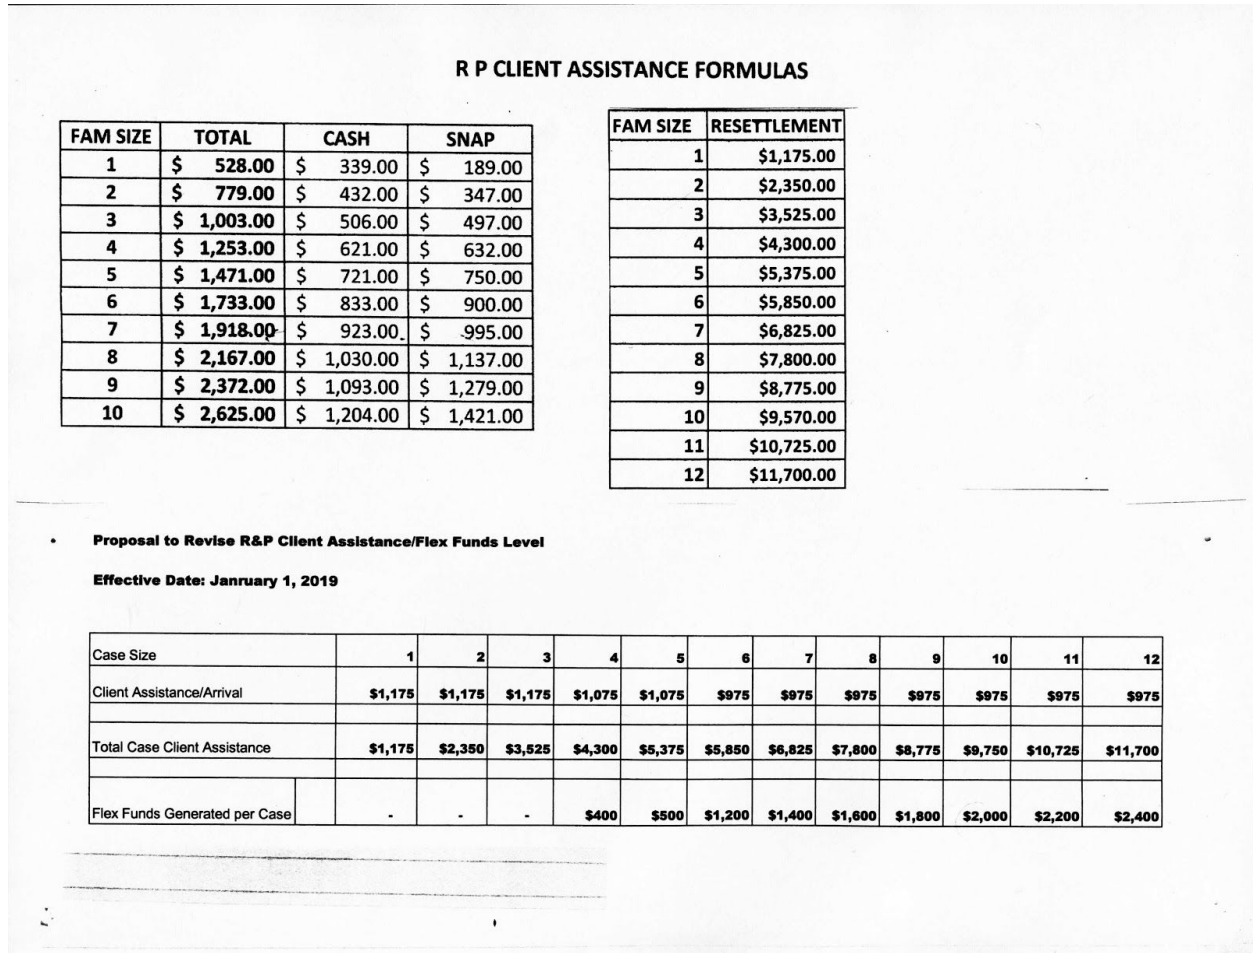 R P CLIENT ASSISTANCE FORMULAS
FAM SIZE TOTAL CASH SNAP
1 $ 528.00 $ 339.00 $ 189.00
2 $ 779.00 $ 432.00 $ 347.00
3 $ 1,003.00 $ 506.00 $ 497.00
4 $ 1,253.00 $ 621.00 $ 632.00
5 $ 1,471.00 $ 721.00 $ 750.00
6 $ 1,733.00 $ 833.00 $ 900.00
7 $ 1,918.00 $ 923.00 $ 995.00
8 $ 2,167.00 $ 1,030.00 $ 1,137.00
9 $ 2,372.00 $ 1,093.00 $ 1,279.00
10 $ 2,625.00 $ 1,204.00 $ 1,421.00
FAM SIZE RESETTLEMENT
1 $1,175.00
2 $2,350.00
3 $3,525.00
4 $4,300.00
5 $5,375.00
6 $5,850.00
7 $6,825.00
8 $7,800.00
9 $8,775.00
10 $9,570.00
11 $10,725.00
12 $11,700.00
Proposal to Revise R&P Client Assistance/Flex Funds Level
Effective Date: Janruary 1, 2019
Case Size 1 2 3 4 5 6 7 8 9 10 11 12
Client Assistance/Arrival $1,175 $1,175 $1,175 $1,075 $1,075 $975 $975 $975 $975 $975 $975 $975
Total Case Client Assistance $1,175 $2,350 $3,525 $4,300 $5,375 $5,850 $6,825 $7,800 $8,775 $9,750 $10,725 $11,700
Flex Funds Generated per Case - - - $400 $500 $1,200 $1,400 $1,600 $1,800 $2,000 $2,200 $2,400